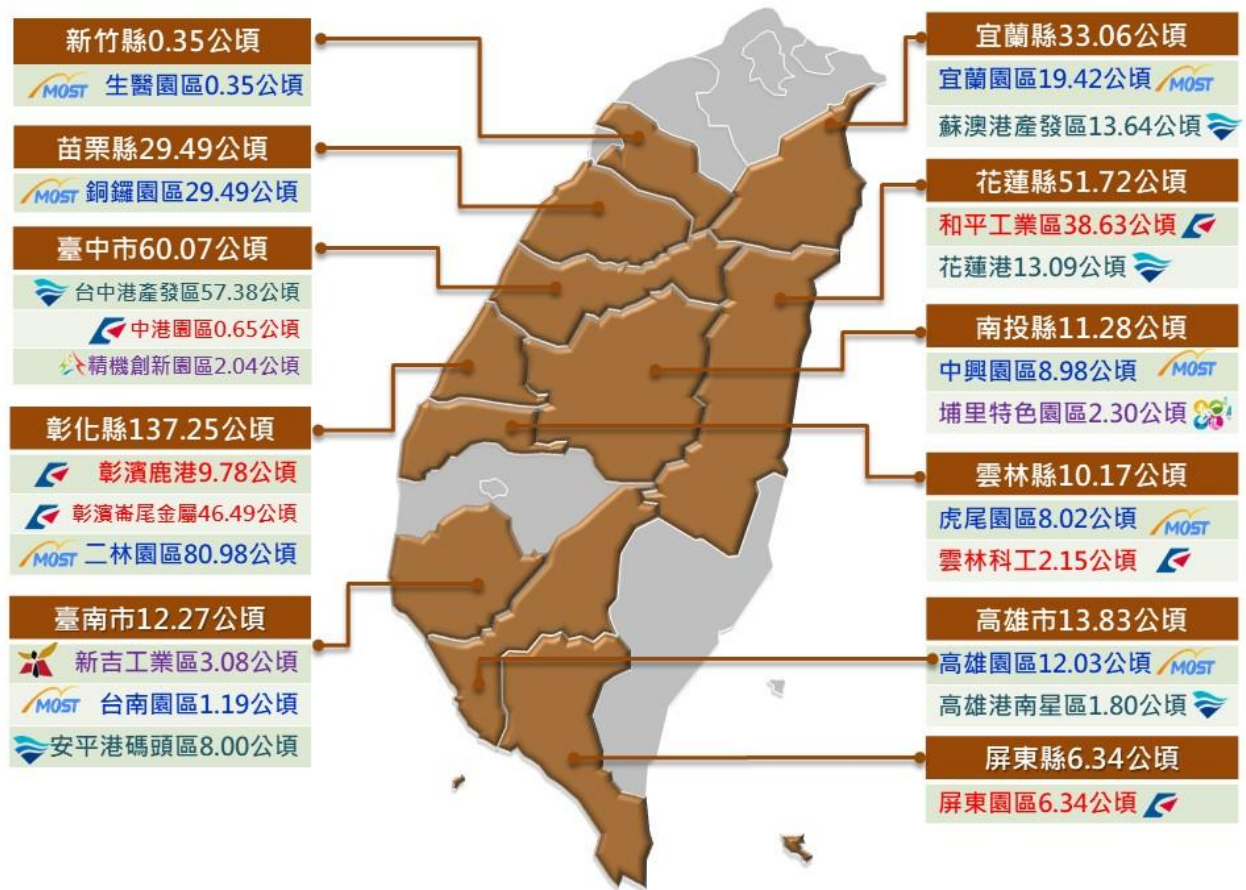 新竹縣0.35公頃
MOST 生醫園區0.35公頃
苗栗縣29.49公頃
MOST 銅鑼園區29.49公頃
臺中市60.07公頃
台中港產發區57.38公頃
中港園區0.65公頃
精機創新園區2.04公頃
彰化縣137.25公頃
彰濱鹿港9.78公頃
彰濱崙尾金屬46.49公頃
MOST 二林園區80.98公頃
臺南市12.27公頃
新吉工業區3.08公頃
MOST 台南園區1.19公頃
安平港碼頭區8.00公頃
宜蘭縣33.06公頃
宜蘭園區19.42公頃 MOST
蘇澳港產發區13.64公頃
花蓮縣51.72公頃
和平工業區38.63公頃
花蓮港13.09公頃
南投縣11.28公頃
中興園區8.98公頃 MOST
埔里特色園區2.30公頃
雲林縣10.17公頃
虎尾園區8.02公頃 MOST
雲林科工2.15公頃
高雄市13.83公頃
高雄園區12.03公頃 MOST
高雄港南星區1.80公頃
屏東縣6.34公頃
屏東園區6.34公頃